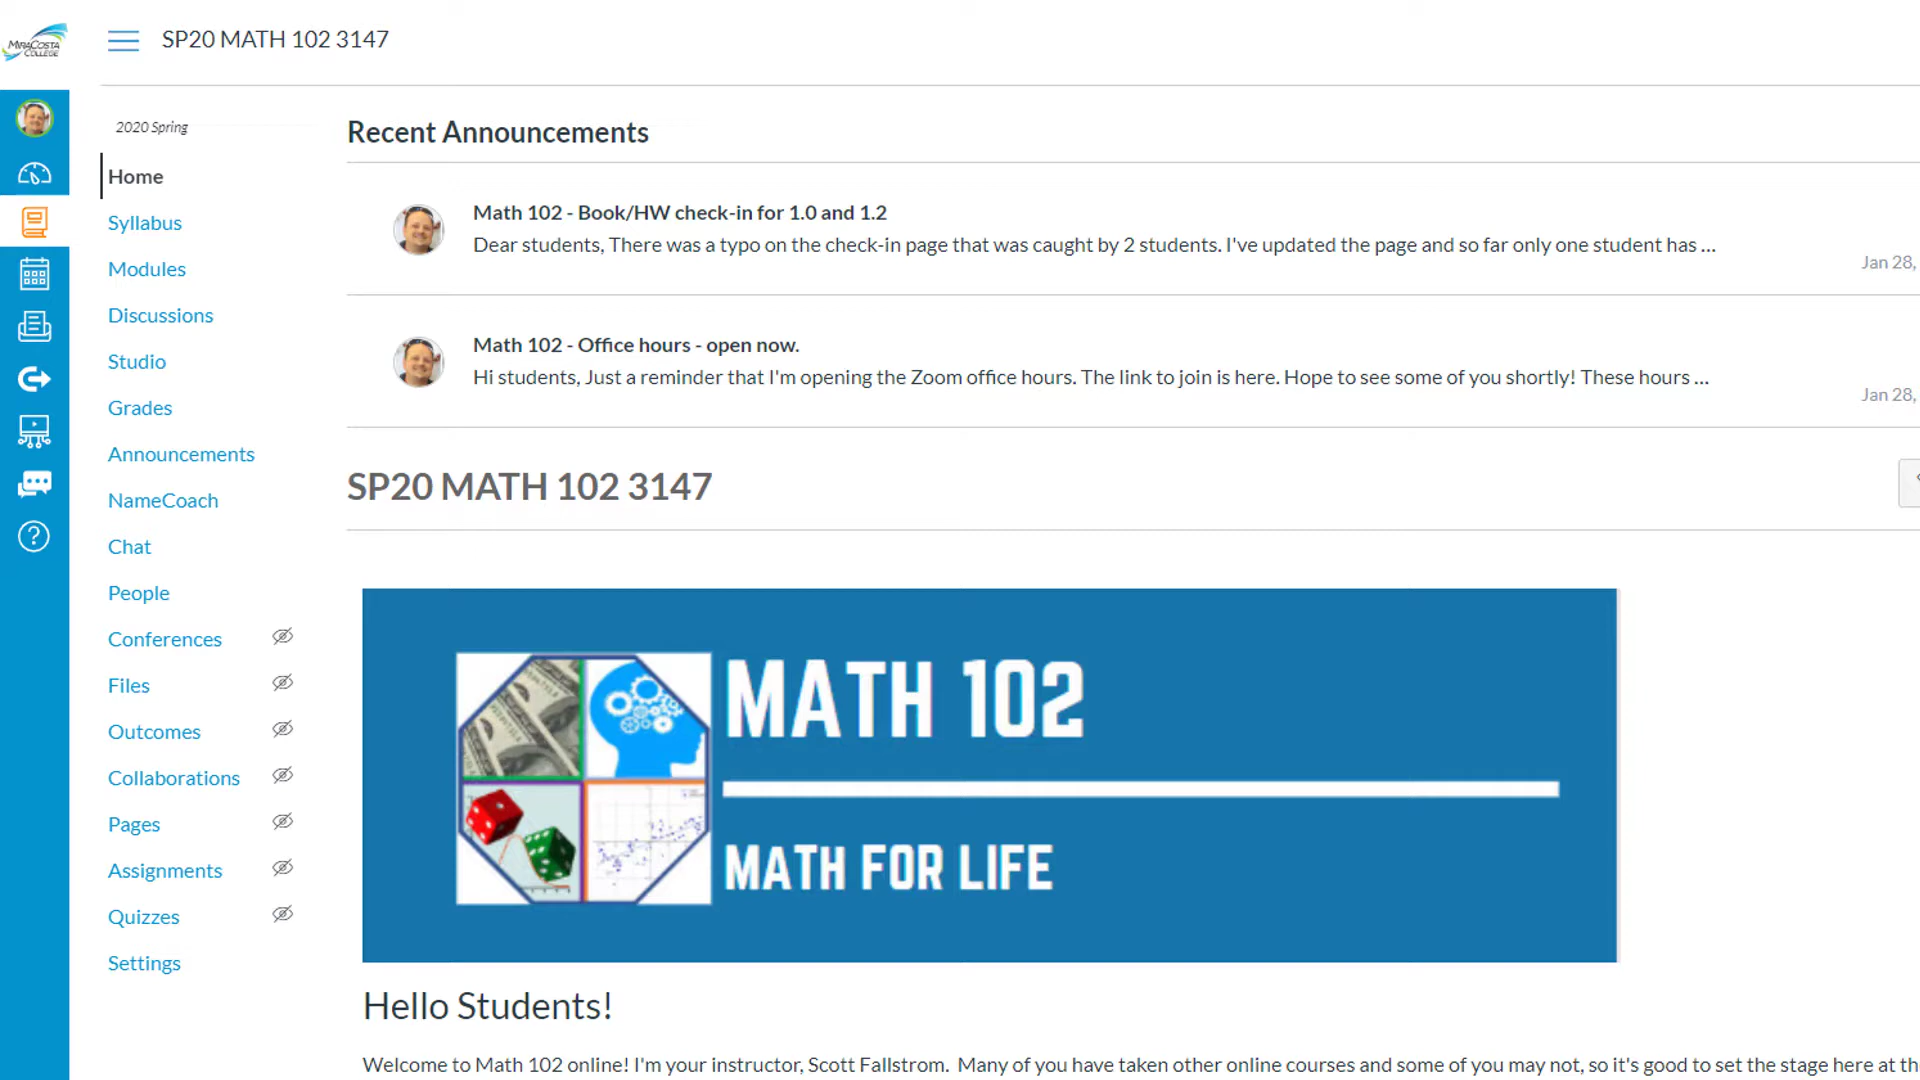 MIRACOSTA
COLLEGE
SP20 MATH 102 3147
2020 Spring
Home
Syllabus
Modules
Discussions
Studio
Grades
Announcements
NameCoach
Chat
People
Conferences
Files
Outcomes
Collaborations
Pages
Assignments
Quizzes
Settings
Recent Announcements
Math 102 - Book/HW check-in for 1.0 and 1.2
Dear students, There was a typo on the check-in page that was caught by 2 students. I've updated the page and so far only one student has ...
Jan 28,
Math 102 - Office hours - open now.
Hi students, Just a reminder that I'm opening the Zoom office hours. The link to join is here. Hope to see some of you shortly! These hours ...
Jan 28,
SP20 MATH 102 3147
MATH 102
MATH FOR LIFE
Hello Students!
Welcome to Math 102 online! I'm your instructor, Scott Fallstrom. Many of you have taken other online courses and some of you may not, so it's good to set the stage here at th